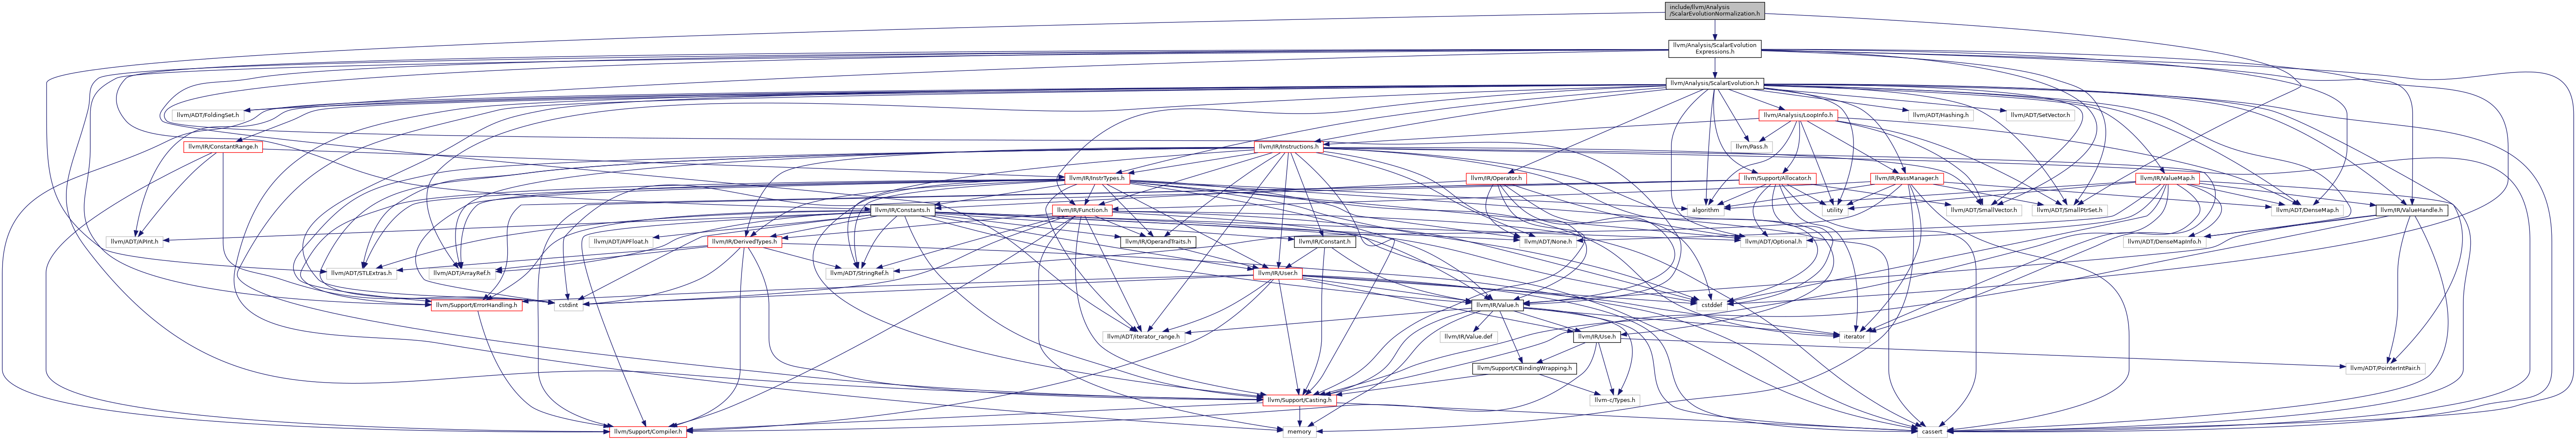 include/llvm/Analysis
/ScalarEvolutionNormalization.h
llvm/Analysis/ScalarEvolution
Expressions.h
llvm/Analysis/ScalarEvolution.h
llvm/ADT/FoldingSet.h
llvm/Analysis/LoopInfo.h
llvm/ADT/Hashing.h
llvm/ADT/SetVector.h
llvm/IR/ConstantRange.h
llvm/IR/Instructions.h
llvm/Pass.h
llvm/IR/InstrTypes.h
llvm/IR/Operator.h
llvm/Support/Allocator.h
llvm/IR/PassManager.h
llvm/IR/ValueMap.h
llvm/IR/Constants.h
llvm/IR/Function.h
algorithm
utility
llvm/ADT/SmallVector.h
llvm/ADT/SmallPtrSet.h
llvm/ADT/DenseMap.h
llvm/IR/ValueHandle.h
llvm/ADT/APInt.h
llvm/ADT/APFloat.h
llvm/IR/DerivedTypes.h
llvm/IR/OperandTraits.h
llvm/IR/Constant.h
llvm/ADT/None.h
llvm/ADT/Optional.h
llvm/ADT/DenseMapInfo.h
llvm/ADT/STLExtras.h
llvm/ADT/ArrayRef.h
llvm/ADT/StringRef.h
llvm/IR/User.h
llvm/Support/ErrorHandling.h
cstdint
llvm/IR/Value.h
cstddef
llvm/ADT/iterator_range.h
llvm/IR/Value.def
llvm/IR/Use.h
iterator
llvm/Support/CBindingWrapping.h
llvm/ADT/PointerIntPair.h
llvm/Support/Casting.h
llvm-c/Types.h
llvm/Support/Compiler.h
memory
cassert